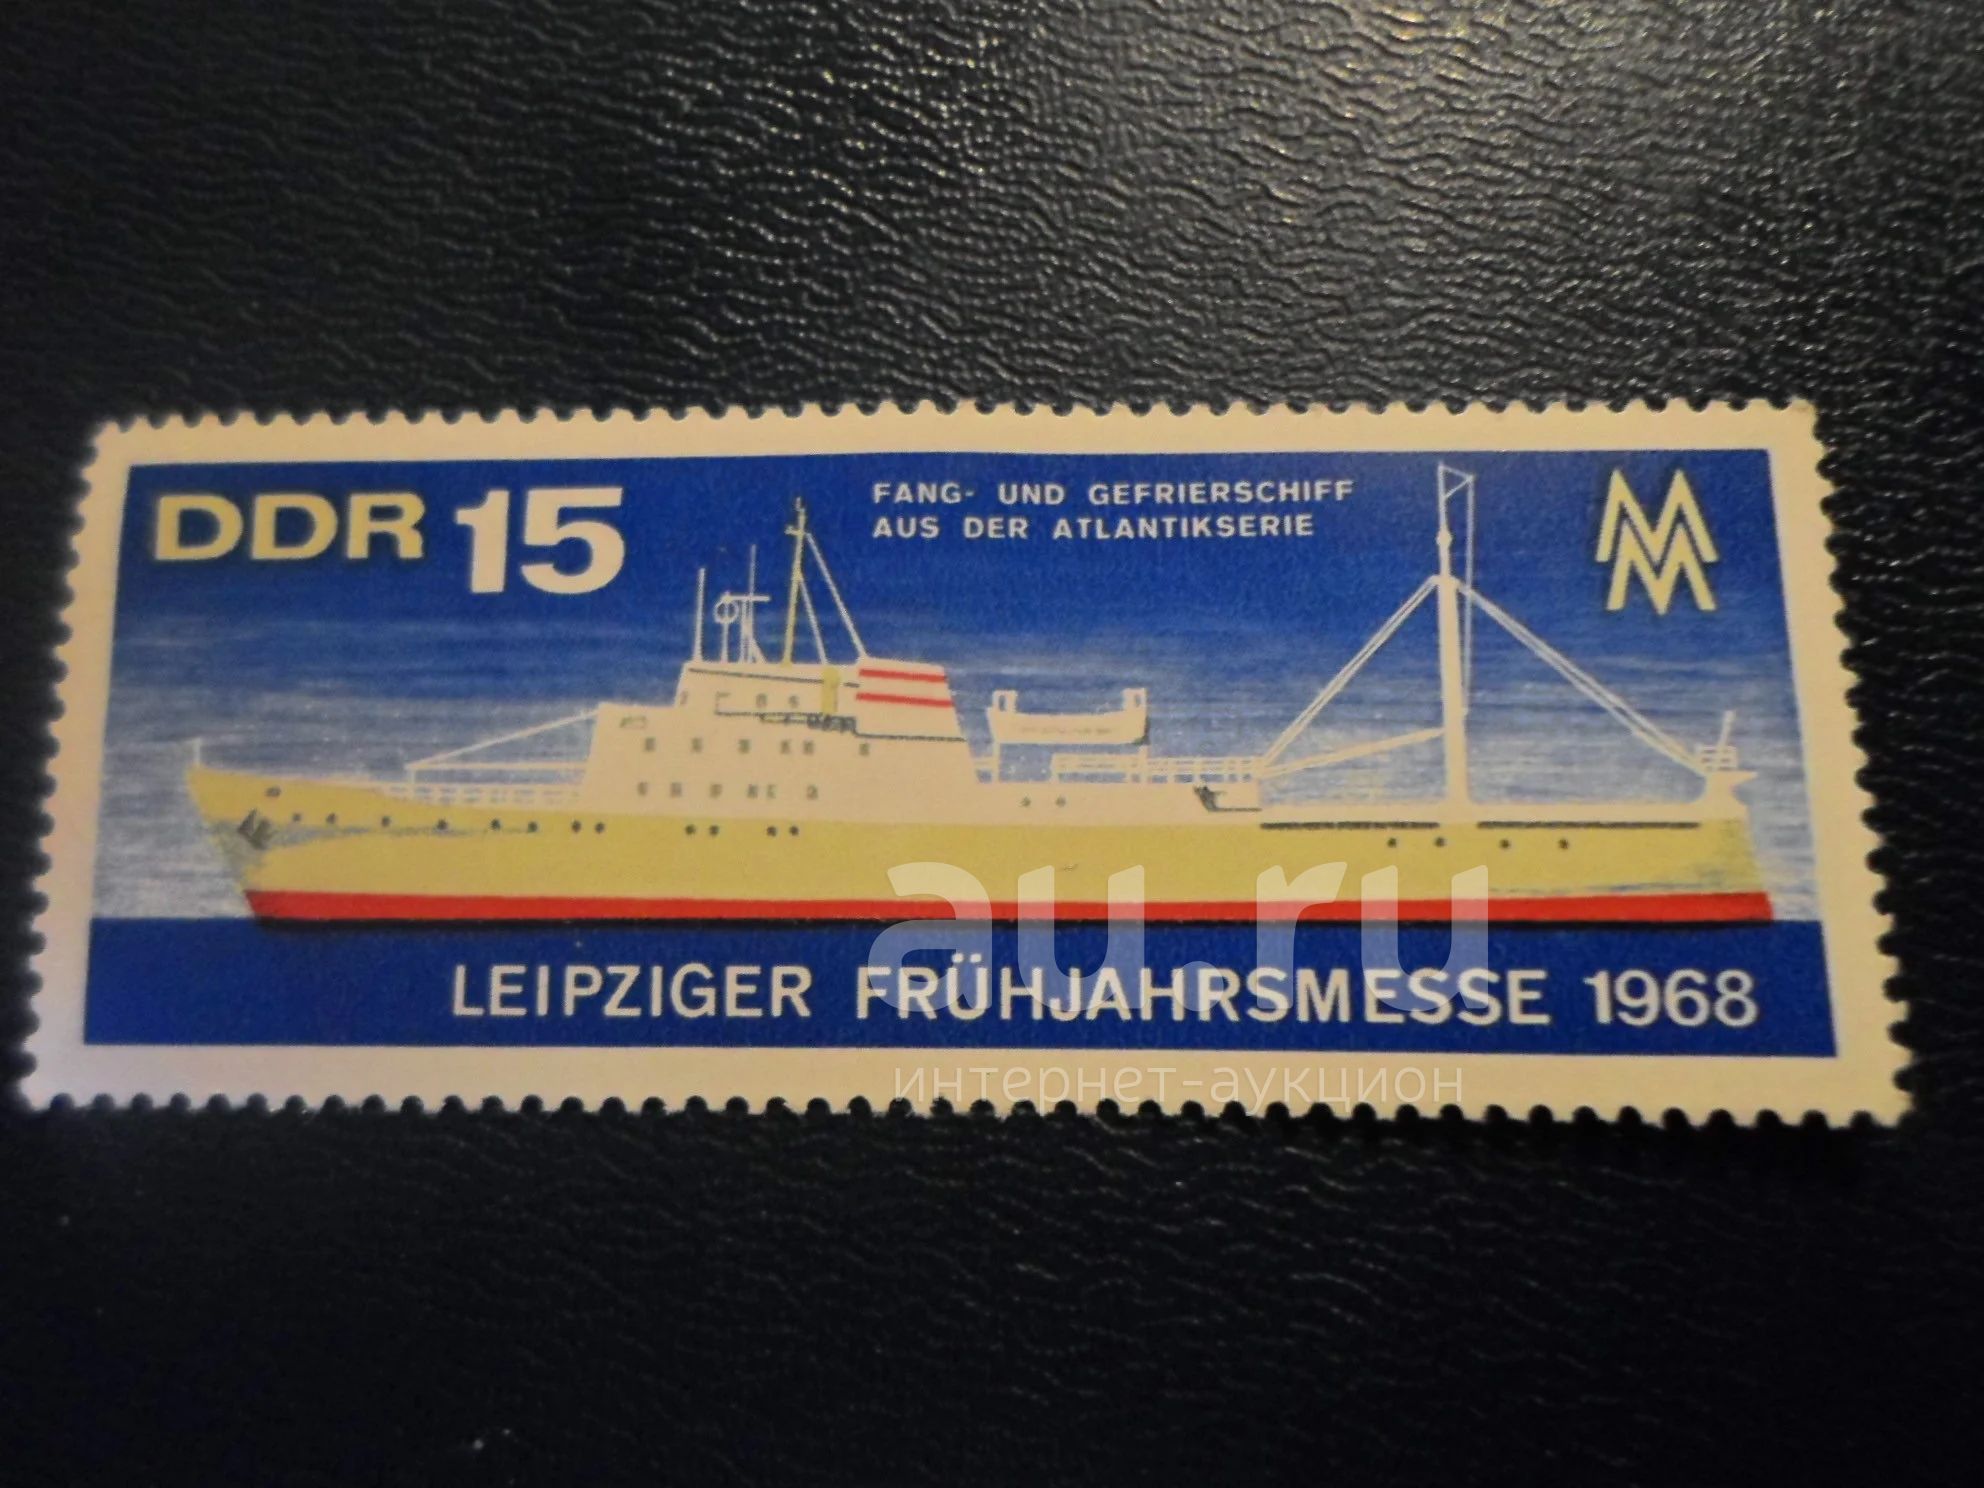 DDR 15
FANG- UND GEFRIERSCHIFF
AUS DER ATLANTIKSERIE
MM
au.ru
LEIPZIGER FRÜHJAHRSMESSE 1968
интернет-аукцион